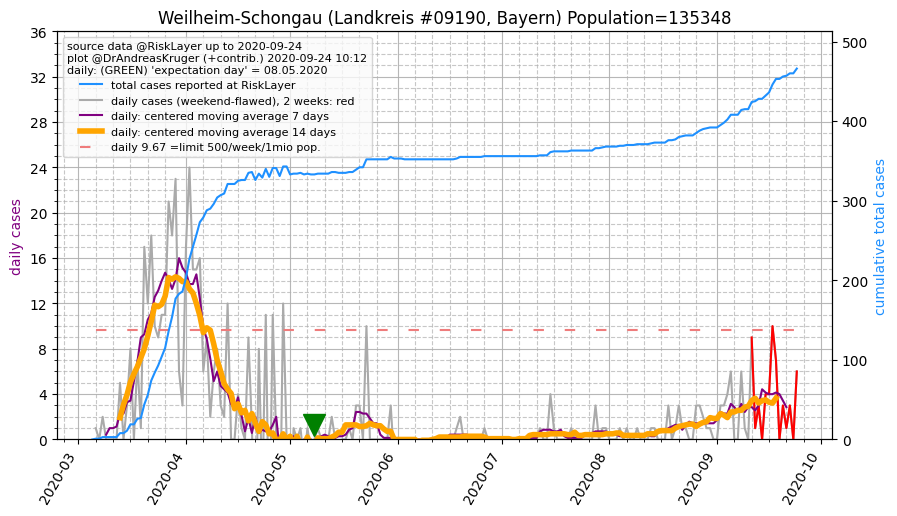 Weilheim-Schongau (Landkreis #09190, Bayern) Population=135348
source data @RiskLayer up to 2020-09-24
plot @DrAndreasKruger (+contrib.) 2020-09-24 10:12
daily: (GREEN) 'expectation day' = 08.05.2020
total cases reported at RiskLayer
daily cases (weekend-flawed), 2 weeks: red
daily: centered moving average 7 days
daily: centered moving average 14 days
daily 9.67 =limit 500/week/1mio pop.
daily cases
36
32
28
24
20
16
12
8
4
0
cumulative total cases
500
400
300
200
100
0
2020-03
2020-04
2020-05
2020-06
2020-07
2020-08
2020-09
2020-10